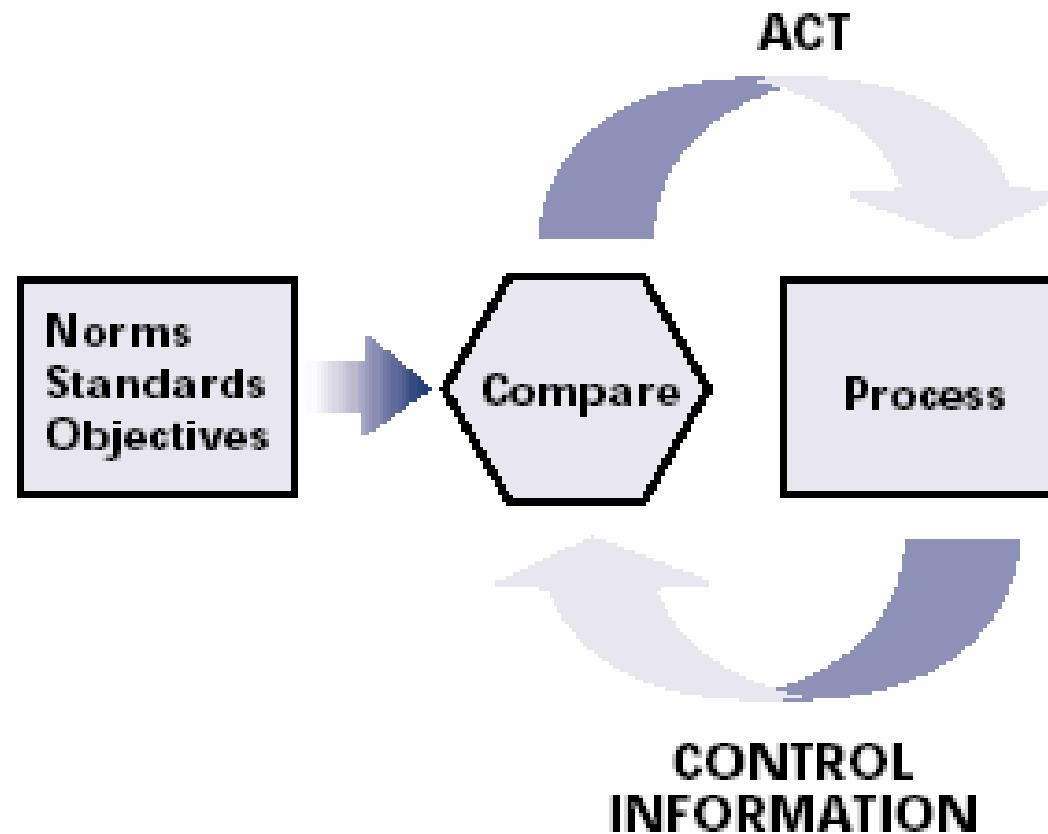 ACT
Norms
Standards
Objectives
Compare
Process
CONTROL
INFORMATION